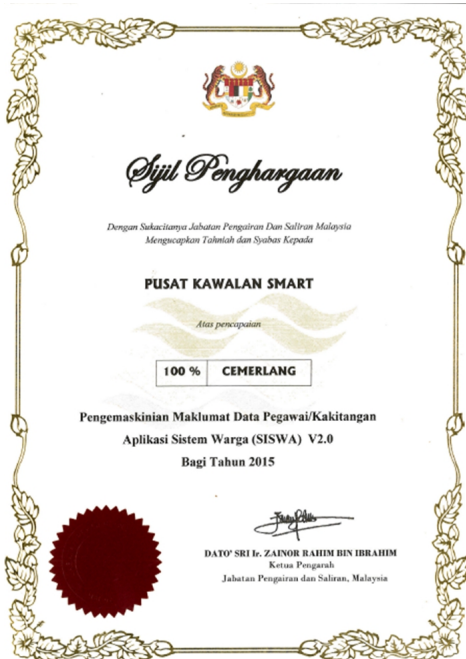 Sijil Penghargaan
Dengan Sukacitanya Jabatan Pengairan Dan Saliran Malaysia
Mengucapkan Tahniah dan Syabas Kepada
PUSAT KAWALAN SMART
Atas pencapaian
100 % CEMERLANG
Pengemaskinian Maklumat Data Pegawai/Kakitangan
Aplikasi Sistem Warga (SISWA) V2.0
Bagi Tahun 2015
DATO' SRI Ir. ZAINOR RAHIM BIN IBRAHIM
Ketua Pengarah
Jabatan Pengairan dan Saliran, Malaysia